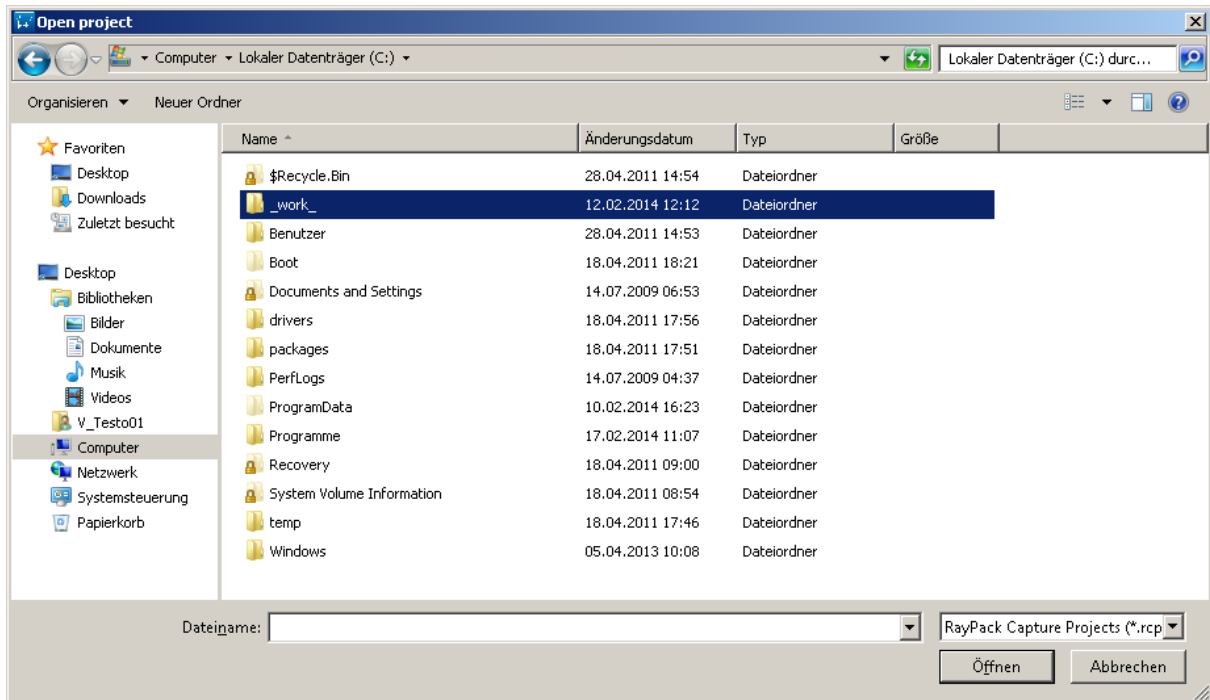 Open project
Computer Lokaler Datenträger (C:)
Lokaler Datenträger (C:) durc...
Organisieren Neuer Ordner
Favoriten
Desktop
Downloads
Zuletzt besucht
Desktop
Bibliotheken
Bilder
Dokumente
Musik
Videos
V_Testo01
Computer
Netzwerk
Systemsteuerung
Papierkorb
Name Änderungsdatum Typ Größe
$Recycle.Bin 28.04.2011 14:54 Dateiordner
_work_ 12.02.2014 12:12 Dateiordner
Benutzer 28.04.2011 14:53 Dateiordner
Boot 18.04.2011 18:21 Dateiordner
Documents and Settings 14.07.2009 06:53 Dateiordner
drivers 18.04.2011 17:56 Dateiordner
packages 18.04.2011 17:51 Dateiordner
PerfLogs 14.07.2009 04:37 Dateiordner
ProgramData 10.02.2014 16:23 Dateiordner
Programme 17.02.2014 11:07 Dateiordner
Recovery 18.04.2011 09:00 Dateiordner
System Volume Information 18.04.2011 08:54 Dateiordner
temp 18.04.2011 17:46 Dateiordner
Windows 05.04.2013 10:08 Dateiordner
Dateiname:
RayPack Capture Projects (*.rcp
Öffnen Abbrechen